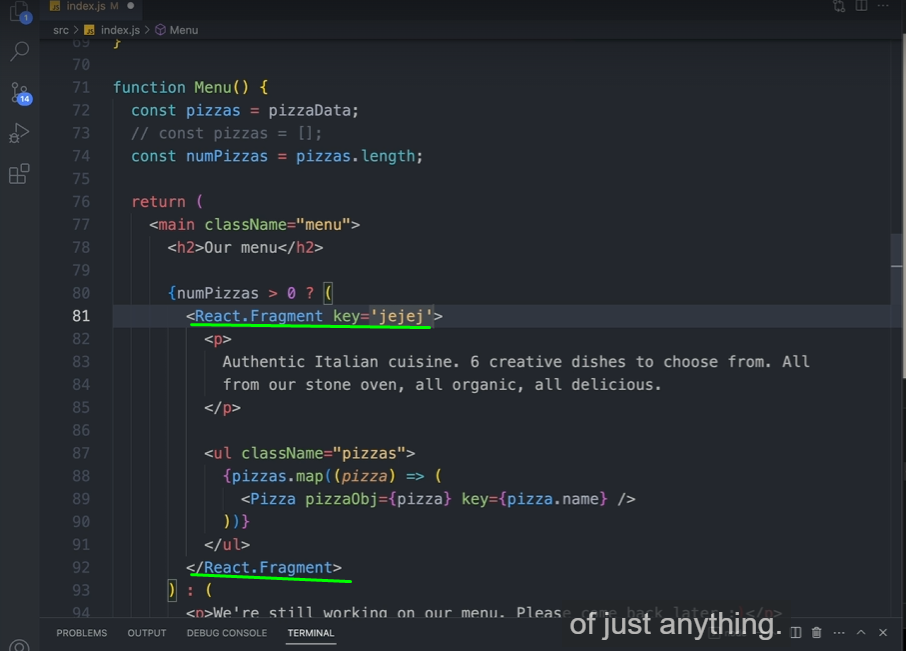 index.js M
1
src > index.js > Menu
69 }
70
71 function Menu() {
72 const pizzas = pizzaData;
14
73 // const pizzas = [];
74 const numPizzas = pizzas.length;
75
76 return (
77 <main className="menu">
78 <h2>Our menu</h2>
79
80 {numPizzas > 0 ? (
81 <React.Fragment key='jejej'>
82 <p>
83 Authentic Italian cuisine. 6 creative dishes to choose from. All
84 from our stone oven, all organic, all delicious.
85 </p>
86
87 <ul className="pizzas">
88 {pizzas.map((pizza) => (
89 <Pizza pizzaObj={pizza} key={pizza.name} />
90 ))}
91 </ul>
92 </React.Fragment>
93 ) : (
94 <p>We're still working on our menu. Please come back later :)</p>
of just anything.
PROBLEMS OUTPUT DEBUG CONSOLE TERMINAL